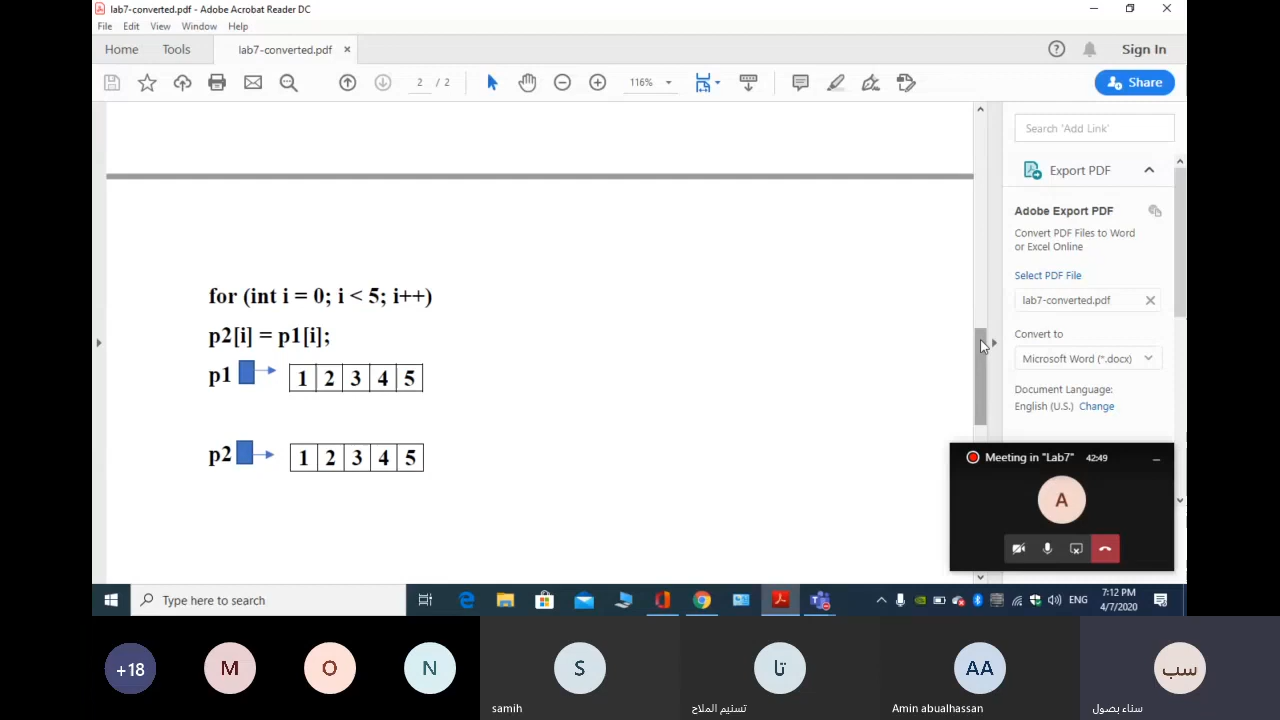 lab7-converted.pdf - Adobe Acrobat Reader DC
File Edit View Window Help
Home Tools lab7-converted.pdf × Sign In
2 / 2 116% Share
Search 'Add Link'
Export PDF
Adobe Export PDF
Convert PDF Files to Word
or Excel Online
Select PDF File
lab7-converted.pdf
Convert to
Microsoft Word (*.docx)
Document Language:
English (U.S.) Change
for (int i = 0; i < 5; i++)
p2[i] = p1[i];
p1 1 2 3 4 5
p2 1 2 3 4 5
Meeting in "Lab7" 42:49
A
Type here to search
ENG
7:12 PM
4/7/2020
+18 M O N S تا AA سب
samih تسنيم الملاح Amin abualhassan سناء بصول